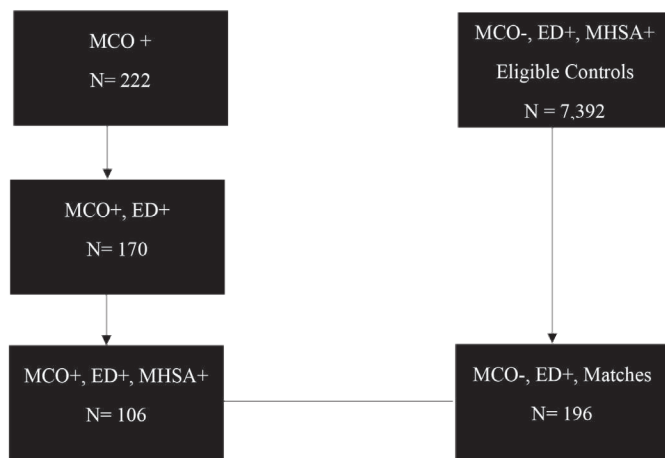 MCO +
N= 222
MCO-, ED+, MHSA+
Eligible Controls
N = 7,392
MCO+, ED+
N= 170
MCO+, ED+, MHSA+
N= 106
MCO-, ED+, Matches
N= 196